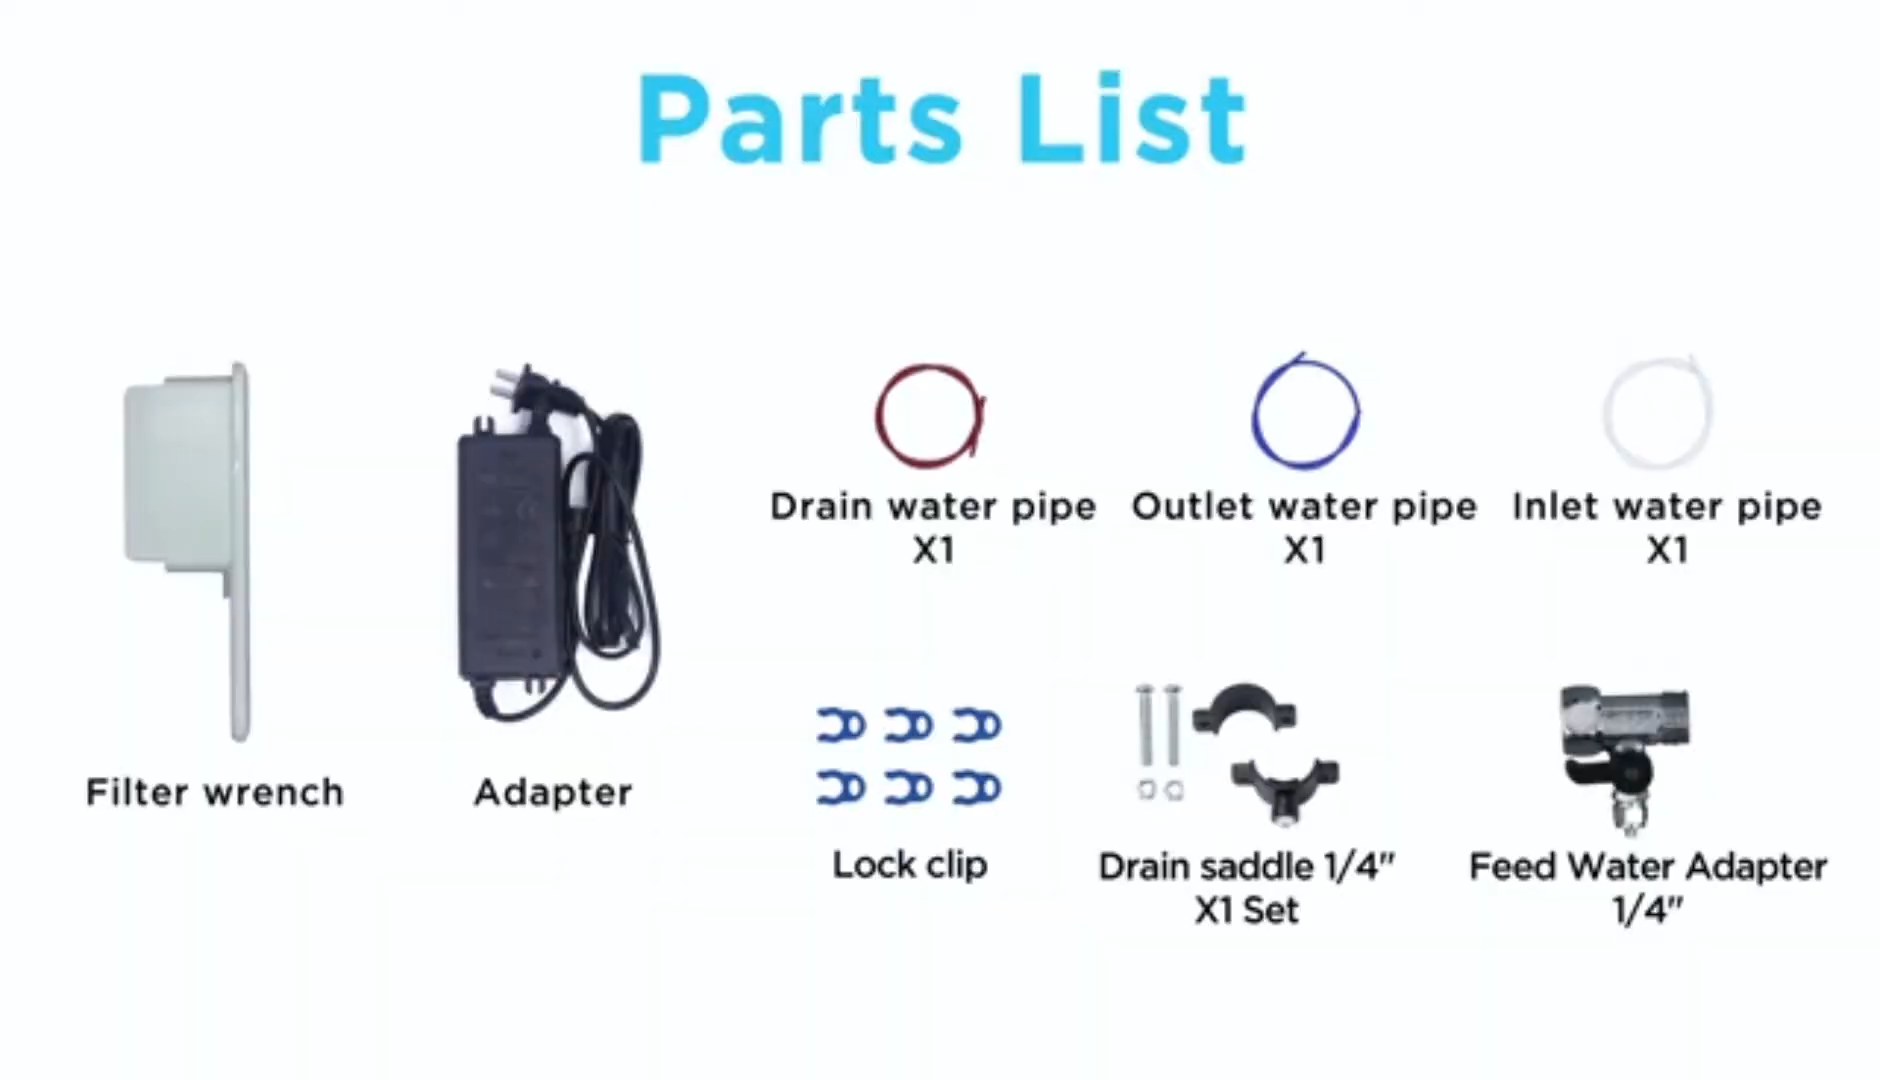 Parts List
Drain water pipe
X1
Outlet water pipe
X1
Inlet water pipe
X1
Filter wrench
Adapter
Lock clip
Drain saddle 1/4"
X1 Set
Feed Water Adapter
1/4"